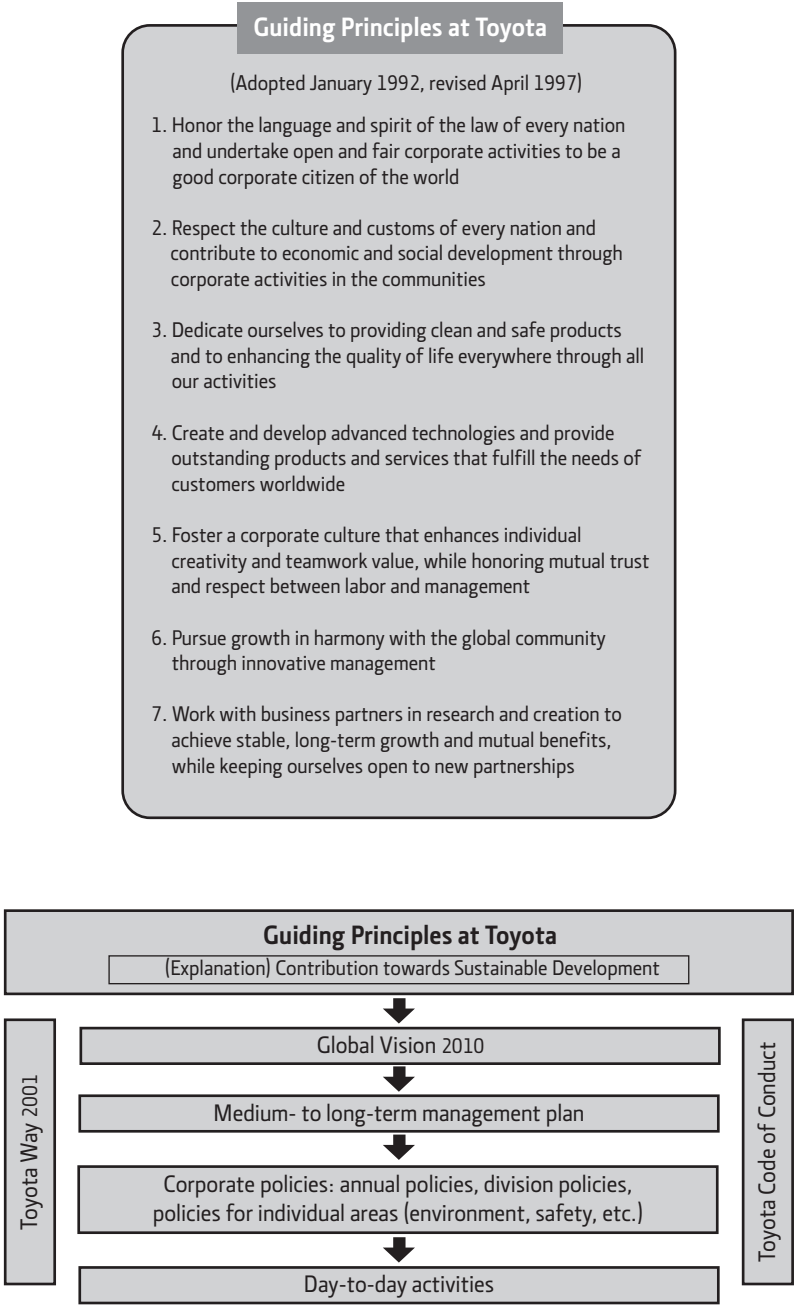 Guiding Principles at Toyota
(Adopted January 1992, revised April 1997)
1. Honor the language and spirit of the law of every nation
and undertake open and fair corporate activities to be a
good corporate citizen of the world
2. Respect the culture and customs of every nation and
contribute to economic and social development through
corporate activities in the communities
3. Dedicate ourselves to providing clean and safe products
and to enhancing the quality of life everywhere through all
our activities
4. Create and develop advanced technologies and provide
outstanding products and services that fulfill the needs of
customers worldwide
5. Foster a corporate culture that enhances individual
creativity and teamwork value, while honoring mutual trust
and respect between labor and management
6. Pursue growth in harmony with the global community
through innovative management
7. Work with business partners in research and creation to
achieve stable, long-term growth and mutual benefits,
while keeping ourselves open to new partnerships
Guiding Principles at Toyota
(Explanation) Contribution towards Sustainable Development
Toyota Way 2001
Global Vision 2010
Medium- to long-term management plan
Corporate policies: annual policies, division policies,
policies for individual areas (environment, safety, etc.)
Day-to-day activities
Toyota Code of Conduct